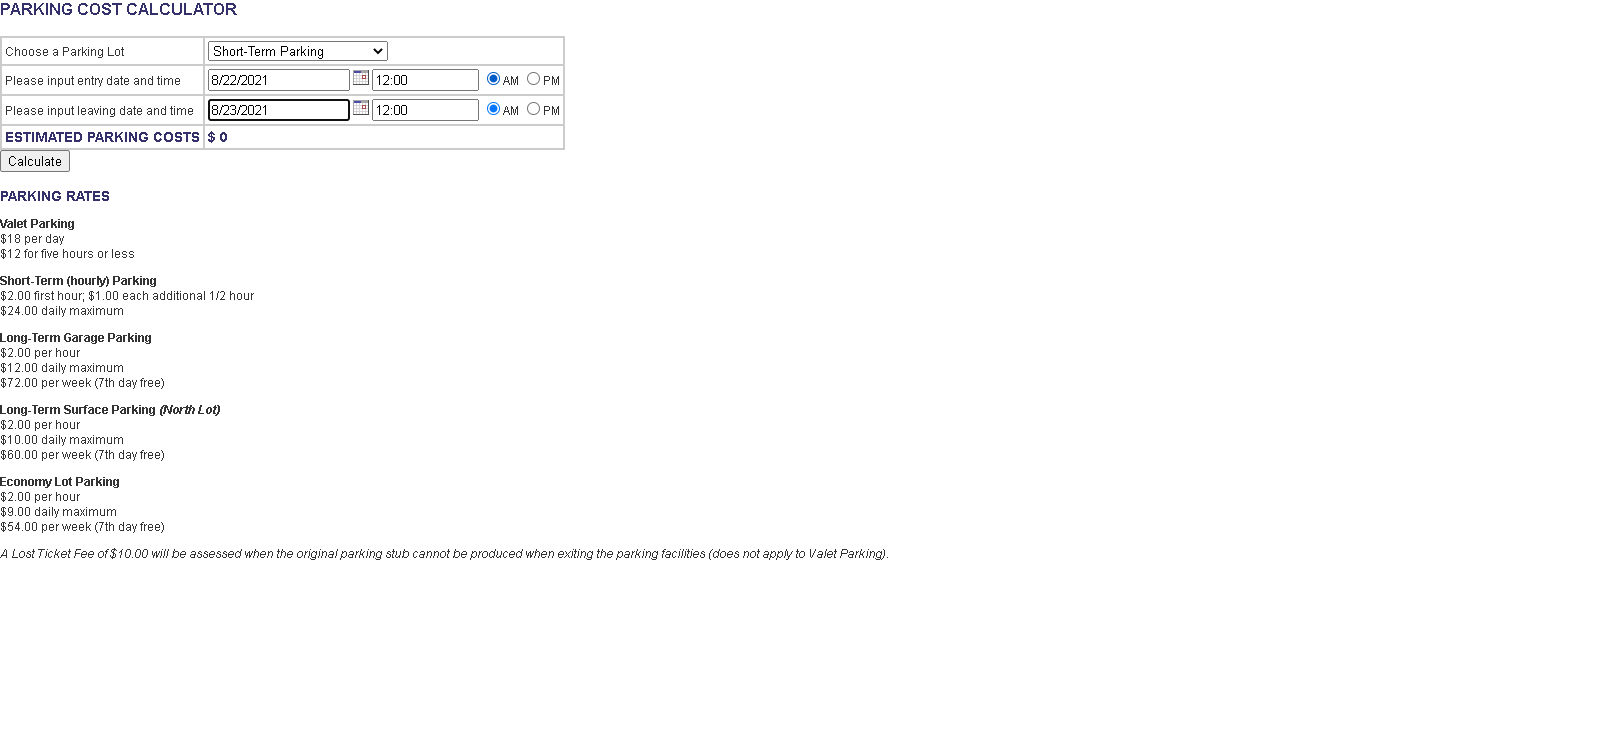 PARKING COST CALCULATOR
Choose a Parking Lot Short-Term Parking
Please input entry date and time 8/22/2021 12:00 AM PM
Please input leaving date and time 8/23/2021 12:00 AM PM
ESTIMATED PARKING COSTS $ 0
Calculate
PARKING RATES
Valet Parking
$18 per day
$12 for five hours or less
Short-Term (hourly) Parking
$2.00 first hour; $1.00 each additional 1/2 hour
$24.00 daily maximum
Long-Term Garage Parking
$2.00 per hour
$12.00 daily maximum
$72.00 per week (7th day free)
Long-Term Surface Parking (North Lot)
$2.00 per hour
$10.00 daily maximum
$60.00 per week (7th day free)
Economy Lot Parking
$2.00 per hour
$9.00 daily maximum
$54.00 per week (7th day free)
A Lost Ticket Fee of $10.00 will be assessed when the original parking stub cannot be produced when exiting the parking facilities (does not apply to Valet Parking).